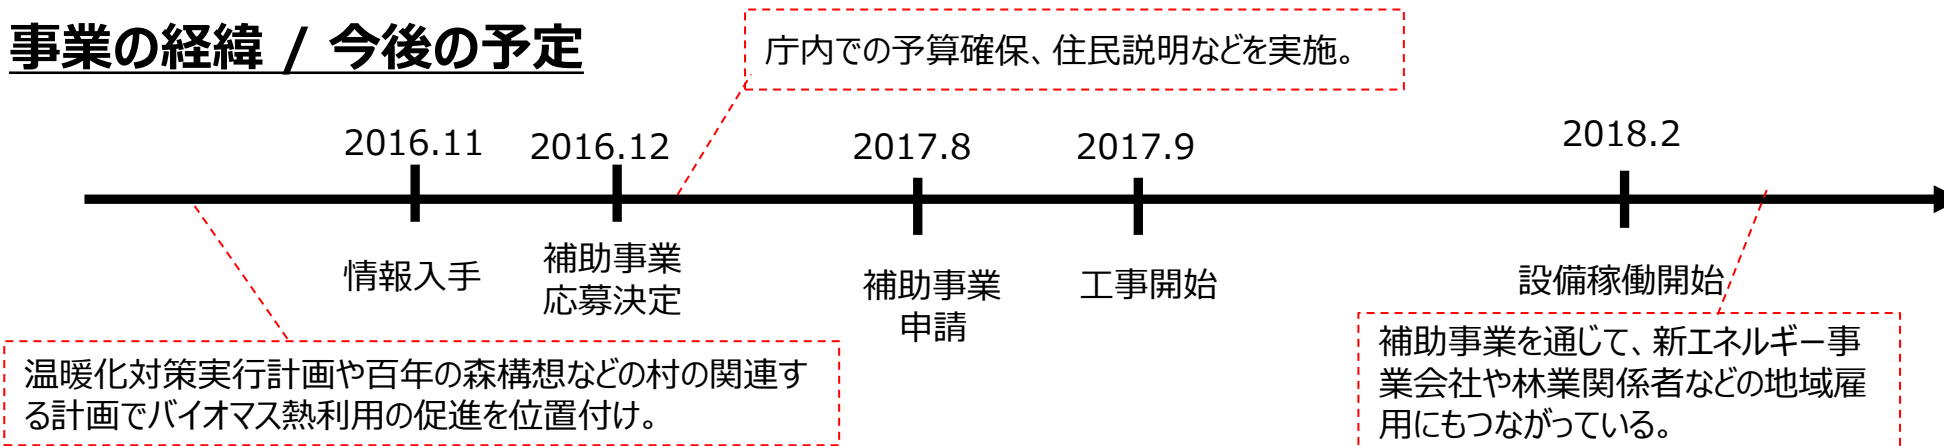 事業の経緯 / 今後の予定
庁内での予算確保、住民説明などを実施。
2016.11
2016.12
2017.8
2017.9
2018.2
情報入手
補助事業
応募決定
補助事業
申請
工事開始
設備稼働開始
温暖化対策実行計画や百年の森構想などの村の関連す
る計画でバイオマス熱利用の促進を位置付け。
補助事業を通じて、新エネルギー事
業会社や林業関係者などの地域雇
用にもつながっている。